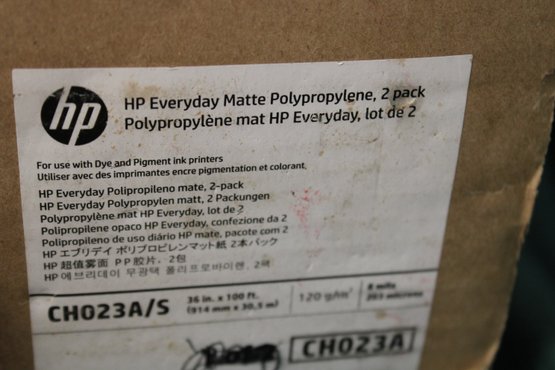 hp
HP Everyday Matte Polypropylene, 2 pack
Polypropylène mat HP Everyday, lot de 2
For use with Dye and Pigment ink printers
Utiliser avec des imprimantes encre pigmentation et colorant.
HP Everyday Polipropileno mate, 2-pack
HP Everyday Polypropylen matt, 2 Packungen
Polypropylène mat HP Everyday, lot de 2
Polipropilene opaco HP Everyday, confezione da 2
Polipropileno de uso diário HP mate, pacote com 2
HP エブリデイ ポリプロピレンマット紙 2本パック
HP 超值雾面 PP胶片, 2包
HP 에브리데이 무광택 폴리프로바이렌, 2팩
CH023A/S
36 in. x 100 ft.
(914 mm x 30,5 m)
120 g/m²
8 mils
203 microns
CH023A